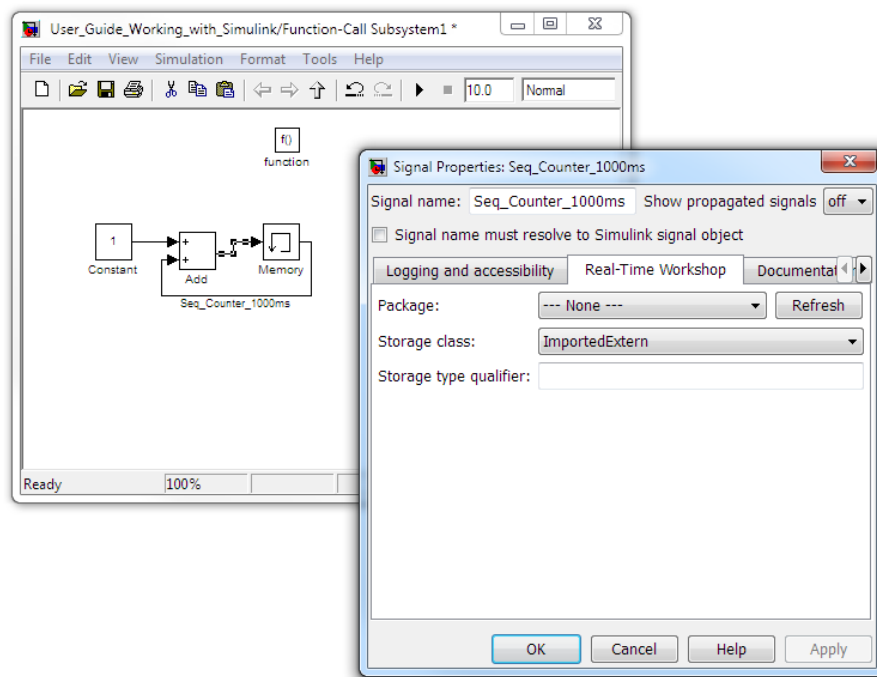 User_Guide_Working_with_Simulink/Function-Call Subsystem1 *
File Edit View Simulation Format Tools Help
10.0 Normal
f()
function
1
Constant
+
+
Add
Memory
Seq_Counter_1000ms
Ready 100%
Signal Properties: Seq_Counter_1000ms
Signal name: Seq_Counter_1000ms Show propagated signals off
Signal name must resolve to Simulink signal object
Logging and accessibility Real-Time Workshop Documentat
Package: --- None --- Refresh
Storage class: ImportedExtern
Storage type qualifier:
OK Cancel Help Apply